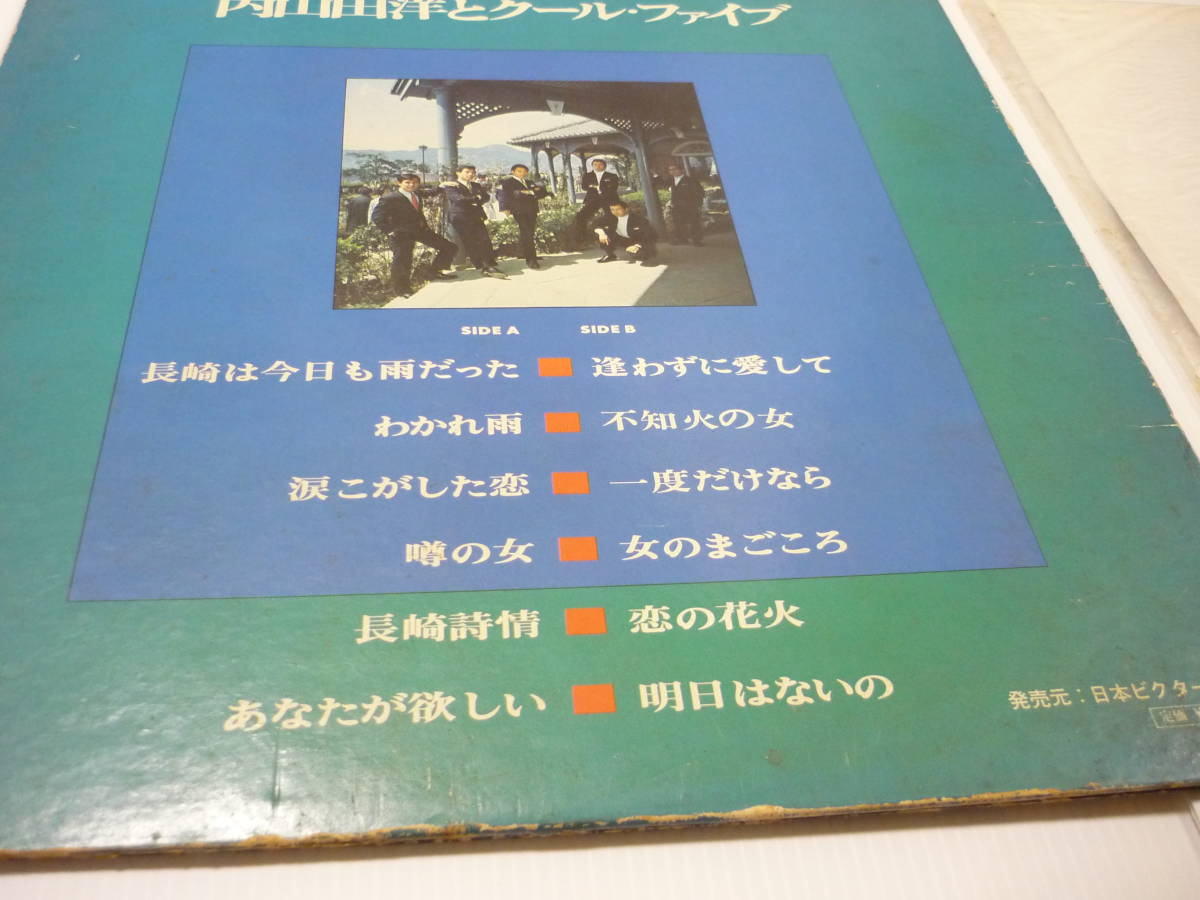 内山田洋とクール・ファイブ
SIDE A SIDE B
長崎は今日も雨だった 逢わずに愛して
わかれ雨 不知火の女
涙こがした恋 一度だけなら
噂の女 女のまごころ
長崎詩情 恋の花火
あなたが欲しい 明日はないの
発売元:日本ビクター
定価